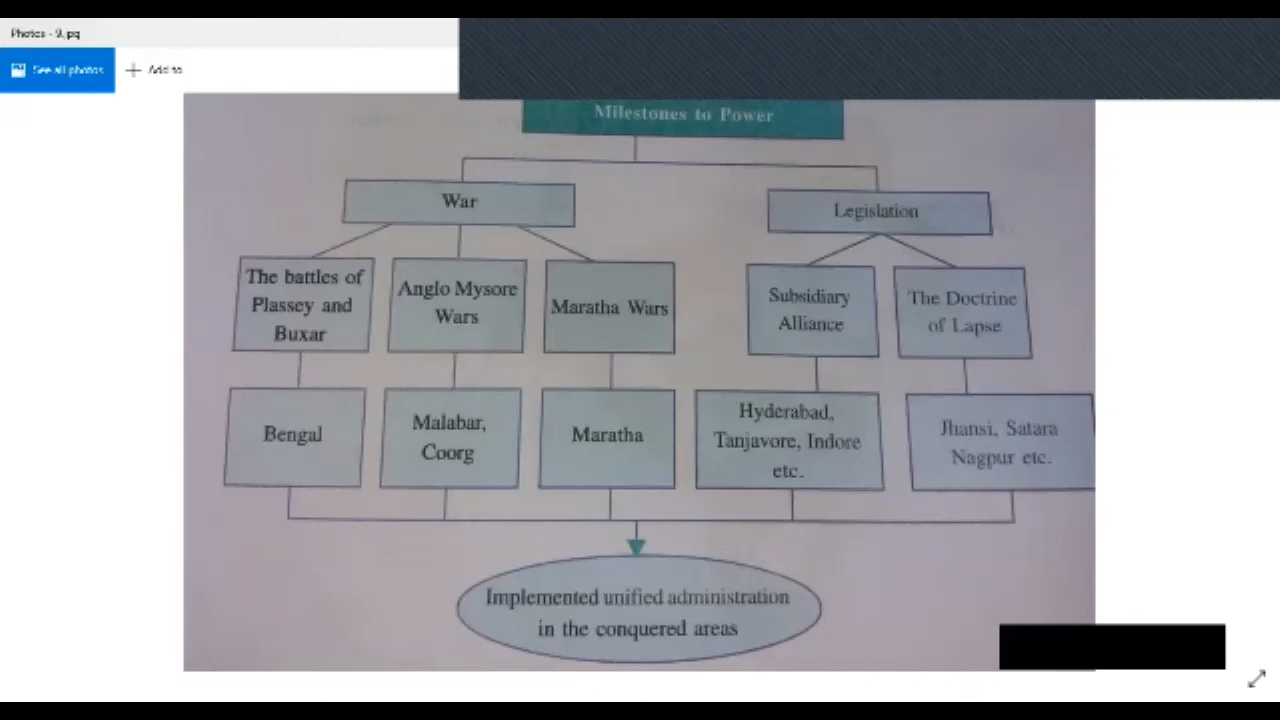 Photos - 9.jpg
See all photos
Add to
Milestones to Power
War
Legislation
The battles of
Plassey and
Buxar
Anglo Mysore
Wars
Maratha Wars
Subsidiary
Alliance
The Doctrine
of Lapse
Bengal
Malabar,
Coorg
Maratha
Hyderabad,
Tanjavore, Indore
etc.
Jhansi, Satara
Nagpur etc.
Implemented unified administration
in the conquered areas